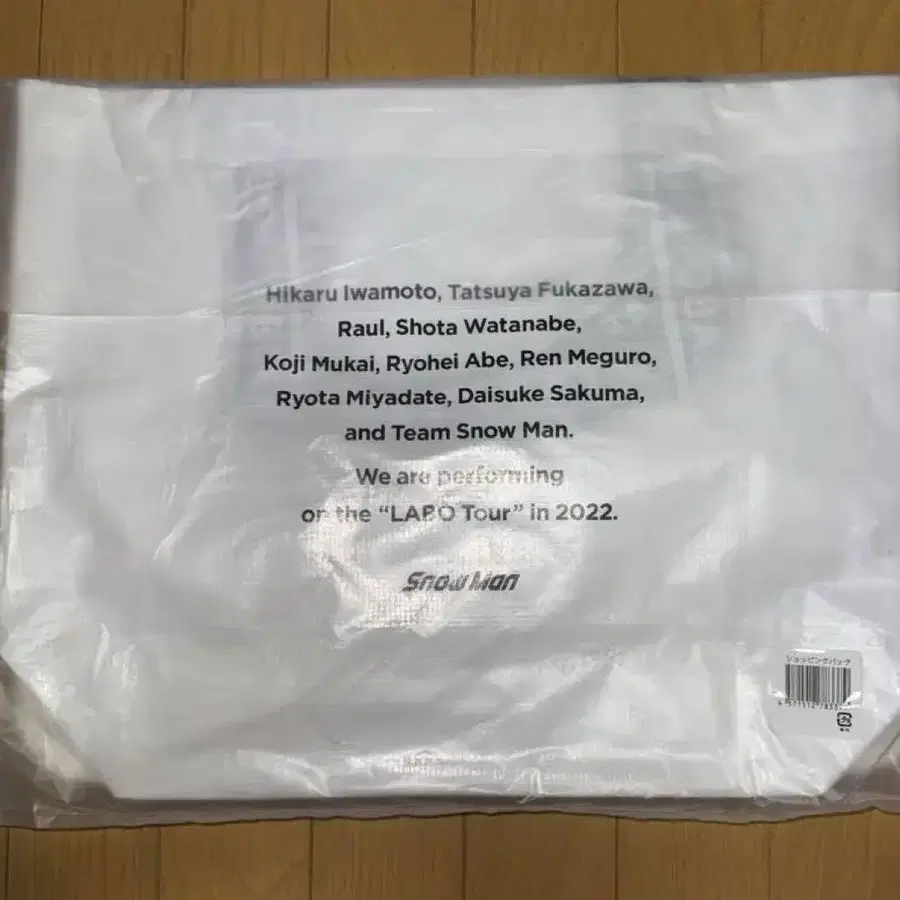 Hikaru Iwamoto, Tatsuya Fukazawa,
Raul, Shota Watanabe,
Koji Mukai, Ryohei Abe, Ren Meguro,
Ryota Miyadate, Daisuke Sakuma,
and Team Snow Man.
We are performing
on the “LABO Tour” in 2022.
Snow Man
ショッピングバッグ